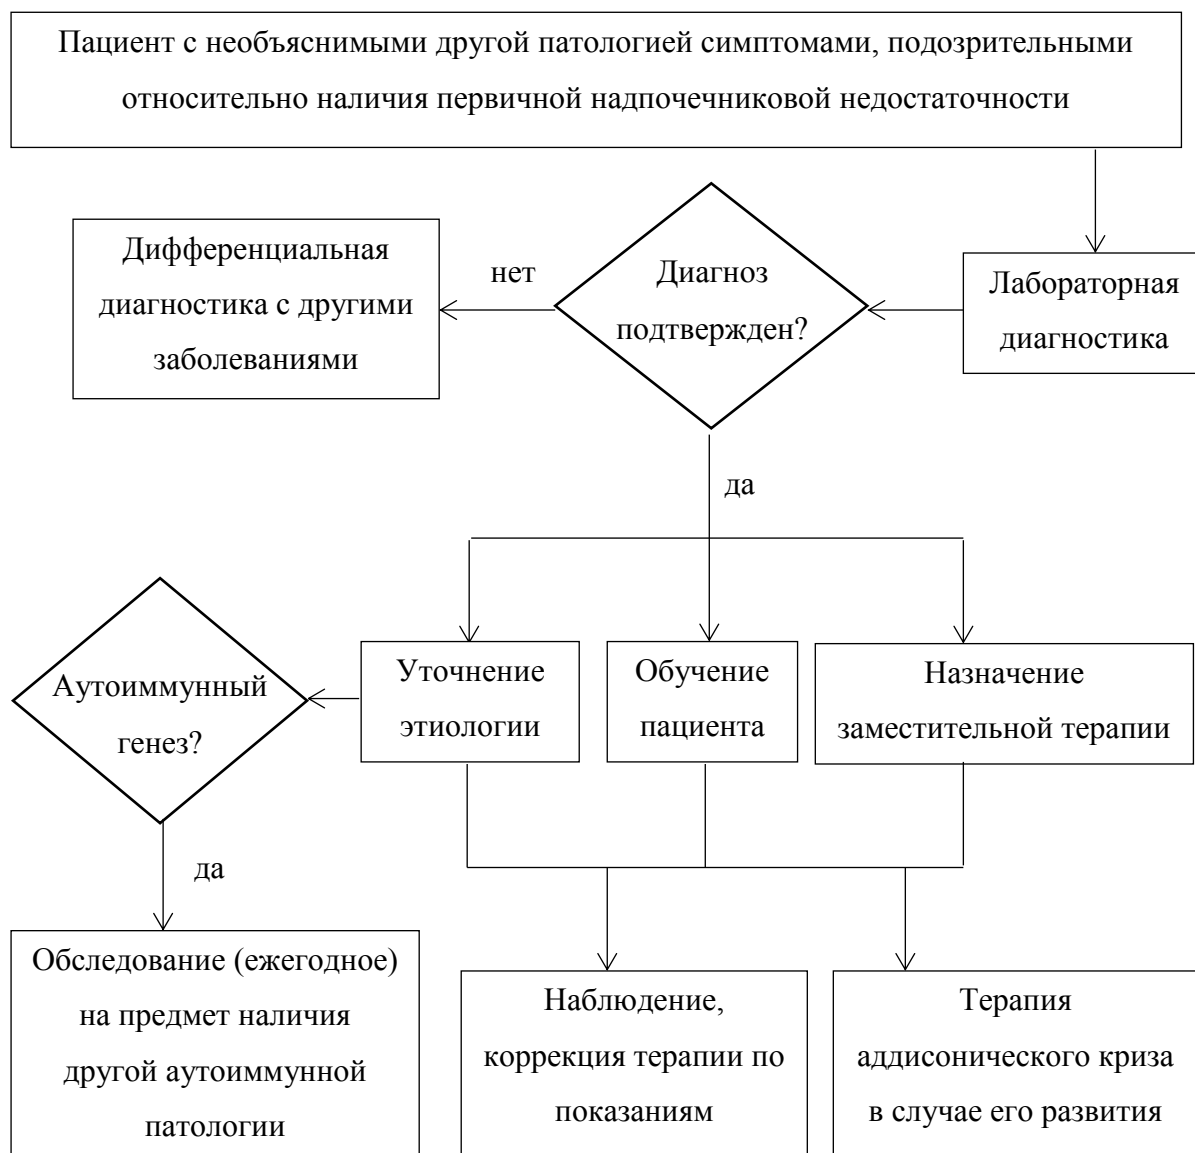 Пациент с необъяснимыми другой патологией симптомами, подозрительными
относительно наличия первичной надпочечниковой недостаточности
Лабораторная
диагностика
Диагноз
подтвержден?
нет
Дифференциальная
диагностика с другими
заболеваниями
да
Уточнение
этиологии
Обучение
пациента
Назначение
заместительной терапии
Аутоиммунный
генез?
да
Обследование (ежегодное)
на предмет наличия
другой аутоиммунной
патологии
Наблюдение,
коррекция терапии по
показаниям
Терапия
аддисонического криза
в случае его развития